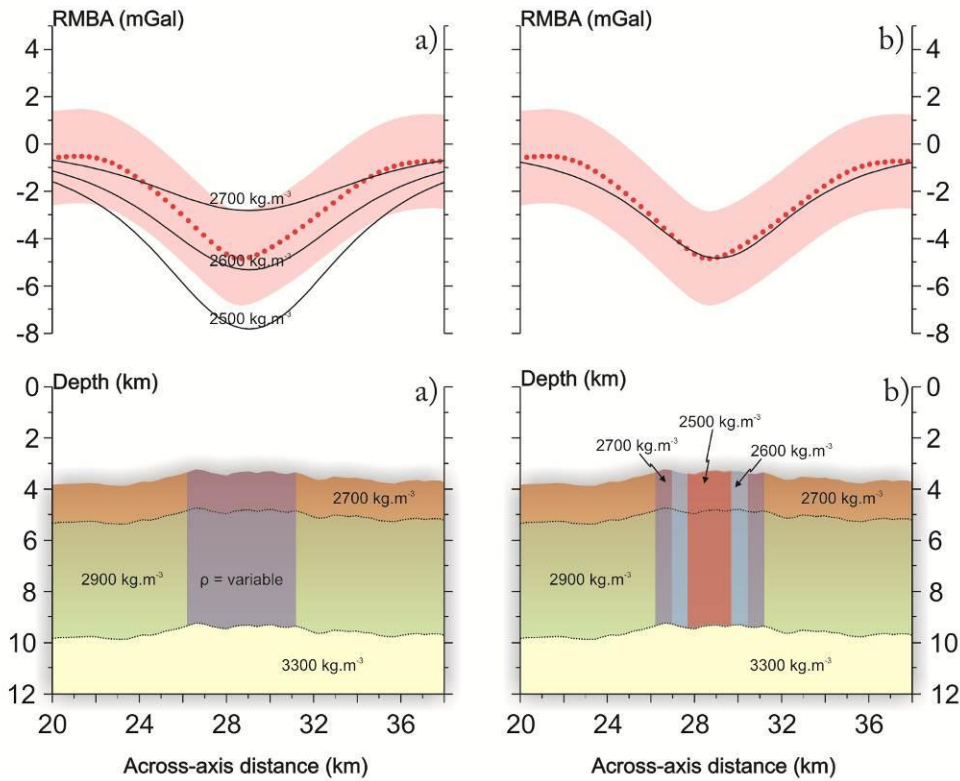 RMBA (mGal)
a)
4
2
0
-2
-4
-6
-8
2700 kg.m-3
2600 kg.m-3
2500 kg.m-3
RMBA (mGal)
b)
4
2
0
-2
-4
-6
-8
Depth (km)
a)
0
2
4
6
8
10
12
2700 kg.m-3
2900 kg.m-3
ρ = variable
3300 kg.m-3
20 24 28 32 36
Across-axis distance (km)
Depth (km)
b)
0
2
4
6
8
10
12
2500 kg.m-3
2700 kg.m-3
2600 kg.m-3
2700 kg.m-3
2900 kg.m-3
3300 kg.m-3
20 24 28 32 36
Across-axis distance (km)